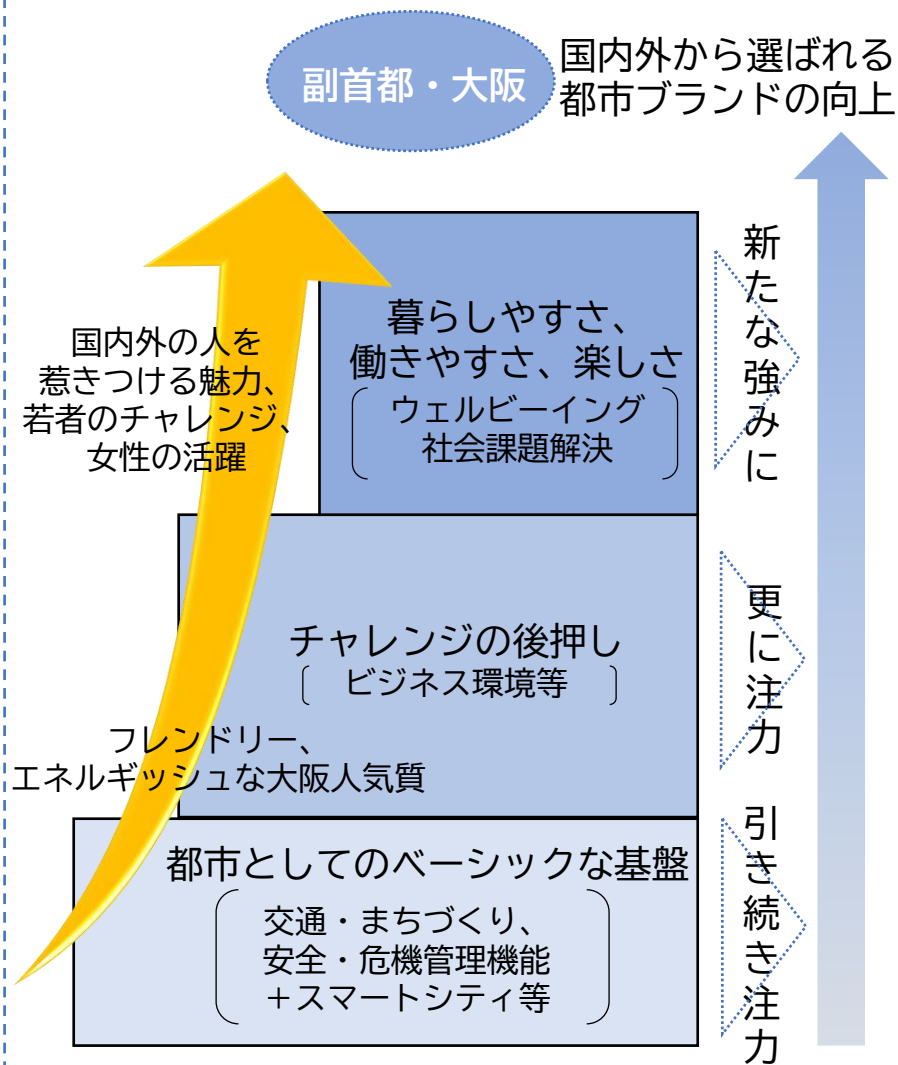 副首都・大阪
国内外から選ばれる
都市ブランドの向上
国内外の人を
惹きつける魅力、
若者のチャレンジ、
女性の活躍
暮らしやすさ、
働きやすさ、楽しさ
ウェルビーイング
社会課題解決
新たな強みに
チャレンジの後押し
ビジネス環境等
更に注力
フレンドリー、
エネルギッシュな大阪人気質
都市としてのベーシックな基盤
交通・まちづくり、
安全・危機管理機能
+スマートシティ等
引き続き注力